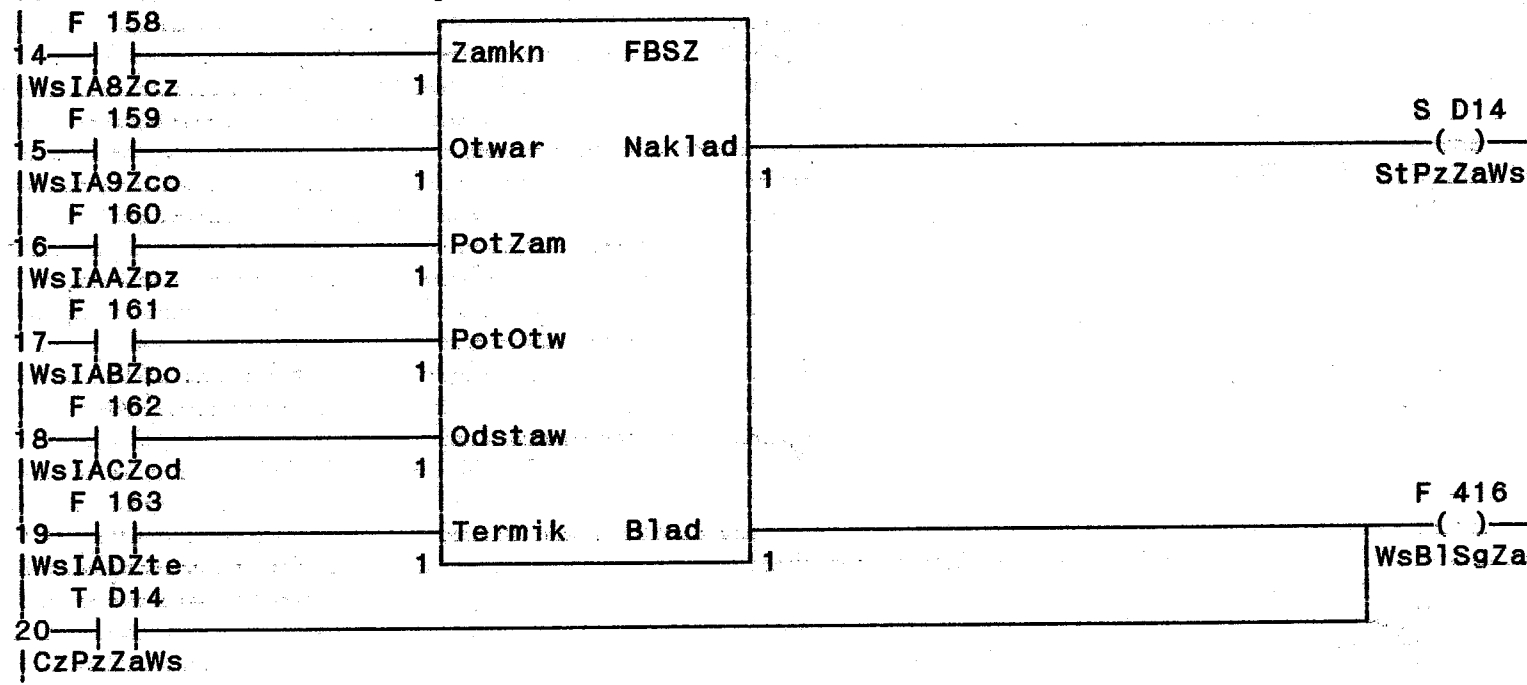 F 158
14 Zamkn FBSZ
WsIA8Zcz 1
F 159 S D14
15 Otwar Naklad ( )
WsIA9Zco 1 1 StPzZaWs
F 160
16 PotZam
WsIAAZpz 1
F 161
17 PotOtw
WsIABZpo 1
F 162
18 Odstaw
WsIACZod 1
F 163 F 416
19 Termik Blad ( )
WsIADZte 1 1 WsBlSgZa
T D14
20
CzPzZaWs